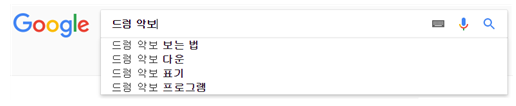 Google 드럼 악보
드럼 악보 보는 법
드럼 악보 다운
드럼 악보 표기
드럼 악보 프로그램